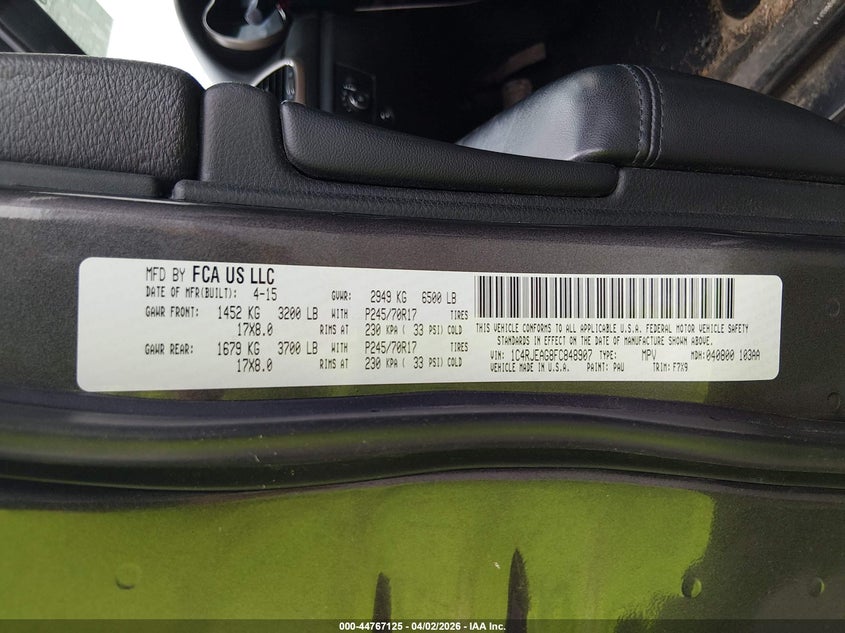 MFD BY FCA US LLC
DATE OF MFR(BUILT): 4-15 GVWR: 2949 KG 6500 LB
GAWR FRONT: 1452 KG 3200 LB WITH P245/70R17 TIRES
17X8.0 RIMS AT 230 KPA ( 33 PSI) COLD
GAWR REAR: 1679 KG 3700 LB WITH P245/70R17 TIRES
17X8.0 RIMS AT 230 KPA ( 33 PSI) COLD
THIS VEHICLE CONFORMS TO ALL APPLICABLE U.S.A. FEDERAL MOTOR VEHICLE SAFETY
STANDARDS IN EFFECT ON THE DATE OF MANUFACTURE SHOWN ABOVE.
VIN: 1C4RJEAG8FC848907 TYPE: MPV MDH: 040800 103AA
VEHICLE MADE IN U.S.A. PAINT: PAU TRIM: F7X9
000-44767125 - 04/02/2026 - IAA Inc.